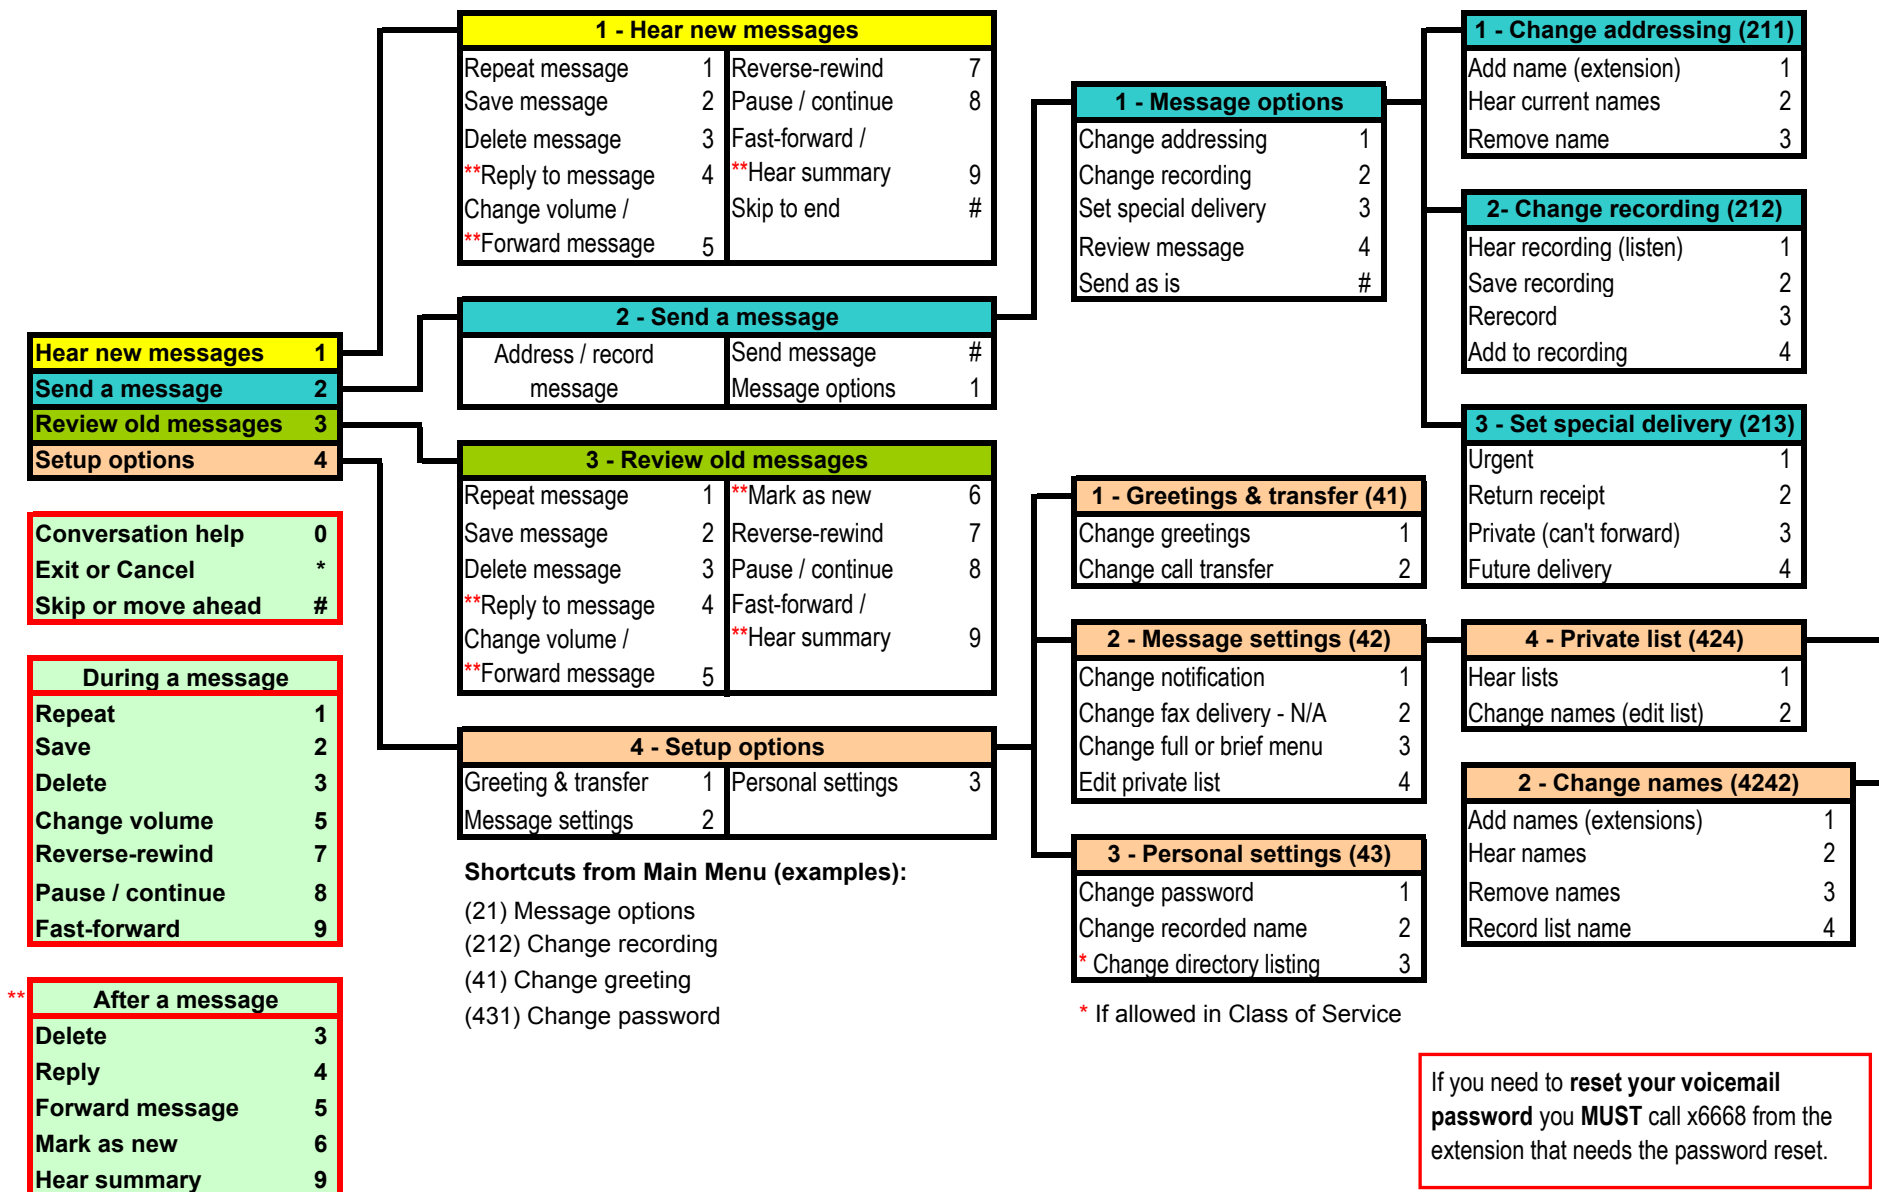 Hear new messages 1
Send a message 2
Review old messages 3
Setup options 4
Conversation help 0
Exit or Cancel *
Skip or move ahead #
During a message
Repeat 1
Save 2
Delete 3
Change volume 5
Reverse-rewind 7
Pause / continue 8
Fast-forward 9
** After a message
Delete 3
Reply 4
Forward message 5
Mark as new 6
Hear summary 9
1 - Hear new messages
Repeat message 1 Reverse-rewind 7
Save message 2 Pause / continue 8
Delete message 3 Fast-forward /
**Reply to message 4 **Hear summary 9
Change volume / Skip to end #
**Forward message 5
2 - Send a message
Address / record Send message #
message Message options 1
3 - Review old messages
Repeat message 1 **Mark as new 6
Save message 2 Reverse-rewind 7
Delete message 3 Pause / continue 8
**Reply to message 4 Fast-forward /
Change volume / **Hear summary 9
**Forward message 5
4 - Setup options
Greeting & transfer 1 Personal settings 3
Message settings 2
Shortcuts from Main Menu (examples):
(21) Message options
(212) Change recording
(41) Change greeting
(431) Change password
1 - Message options
Change addressing 1
Change recording 2
Set special delivery 3
Review message 4
Send as is #
1 - Greetings & transfer (41)
Change greetings 1
Change call transfer 2
2 - Message settings (42)
Change notification 1
Change fax delivery - N/A 2
Change full or brief menu 3
Edit private list 4
3 - Personal settings (43)
Change password 1
Change recorded name 2
* Change directory listing 3
* If allowed in Class of Service
1 - Change addressing (211)
Add name (extension) 1
Hear current names 2
Remove name 3
2- Change recording (212)
Hear recording (listen) 1
Save recording 2
Rerecord 3
Add to recording 4
3 - Set special delivery (213)
Urgent 1
Return receipt 2
Private (can't forward) 3
Future delivery 4
4 - Private list (424)
Hear lists 1
Change names (edit list) 2
2 - Change names (4242)
Add names (extensions) 1
Hear names 2
Remove names 3
Record list name 4
If you need to reset your voicemail
password you MUST call x6668 from the
extension that needs the password reset.